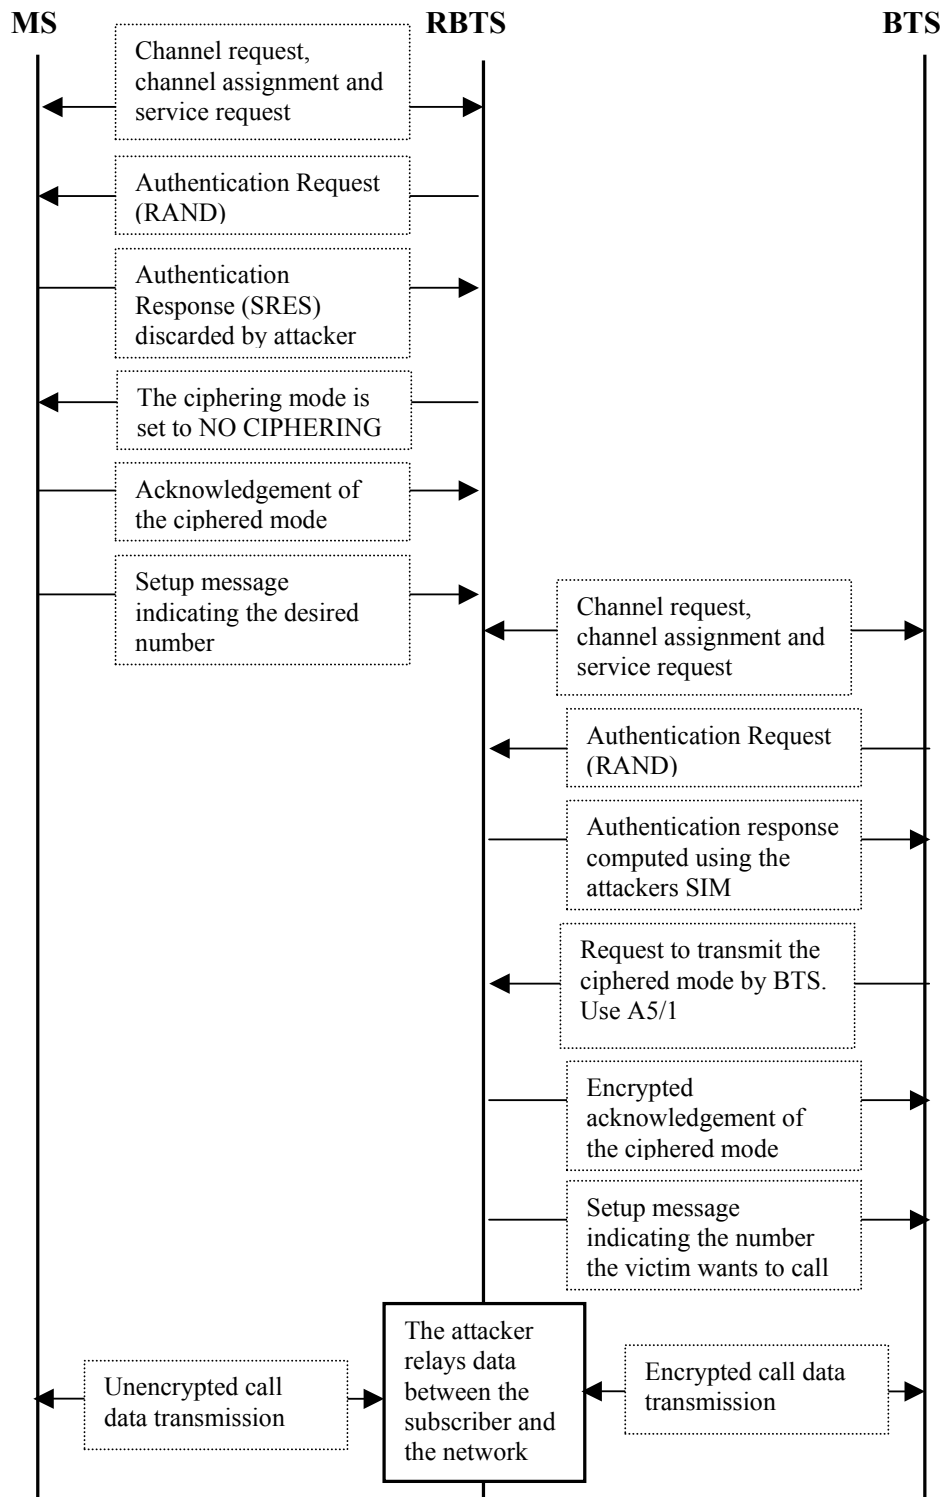 MS
RBTS
BTS
Channel request,
channel assignment and
service request
Authentication Request
(RAND)
Authentication
Response (SRES)
discarded by attacker
The ciphering mode is
set to NO CIPHERING
Acknowledgement of
the ciphered mode
Setup message
indicating the desired
number
Channel request,
channel assignment and
service request
Authentication Request
(RAND)
Authentication response
computed using the
attackers SIM
Request to transmit the
ciphered mode by BTS.
Use A5/1
Encrypted
acknowledgement of
the ciphered mode
Setup message
indicating the number
the victim wants to call
The attacker
relays data
between the
subscriber and
the network
Unencrypted call
data transmission
Encrypted call data
transmission